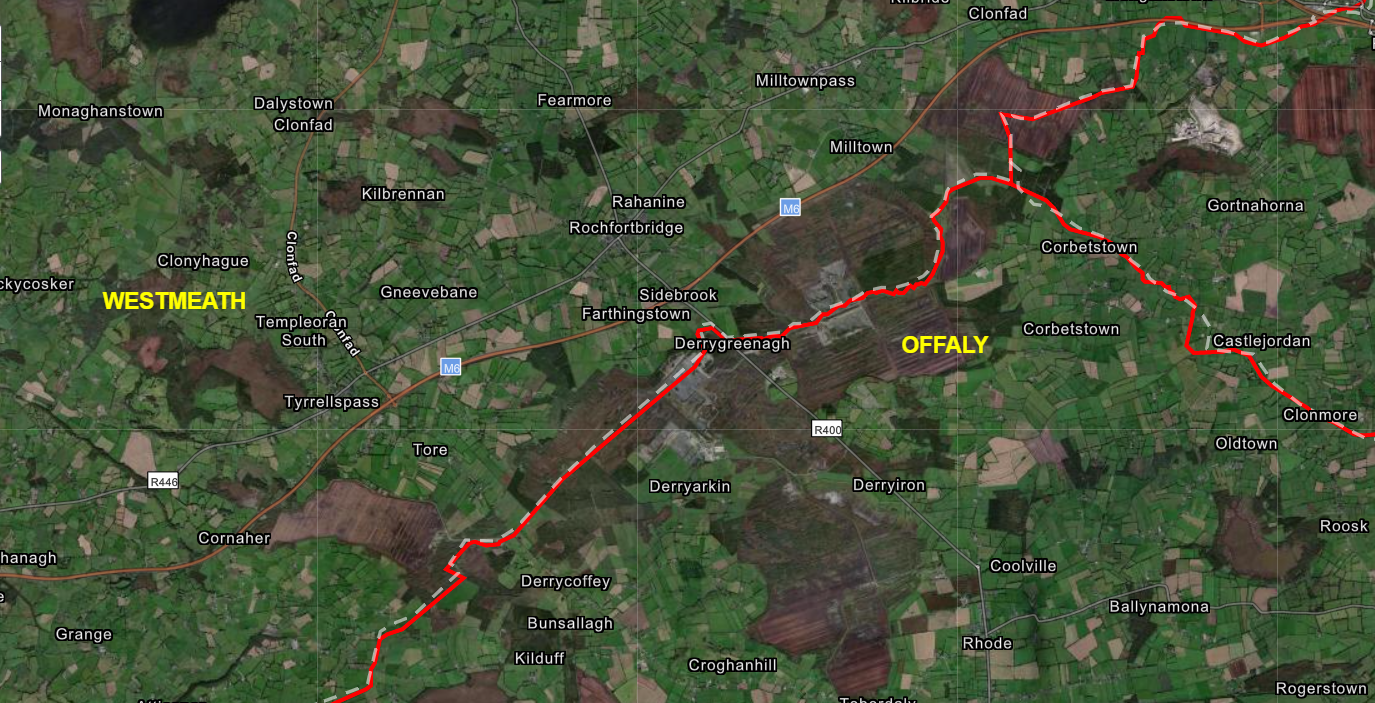 Clonfad
Milltownpass
Fearmore
Dalystown
Monaghanstown
Clonfad
Milltown
Kilbrennan
Rahanine
Gortnahorna
M6
Rochfortbridge
Corbetstown
Clonfad
Clonyhague
ckycosker
Gneevebane
Sidebrook
WESTMEATH
Farthingstown
Templeoran
South
Clonfad
Corbetstown
Derrygreenagh
OFFALY
Castlejordan
M6
Tyrrellspass
Clonmore
R400
Oldtown
Tore
R446
Derryarkin
Derryiron
Roosk
Cornaher
hanagh
Coolville
Derrycoffey
Ballynamona
Bunsallagh
Grange
Rhode
Kilduff
Croghanhill
Rogerstown